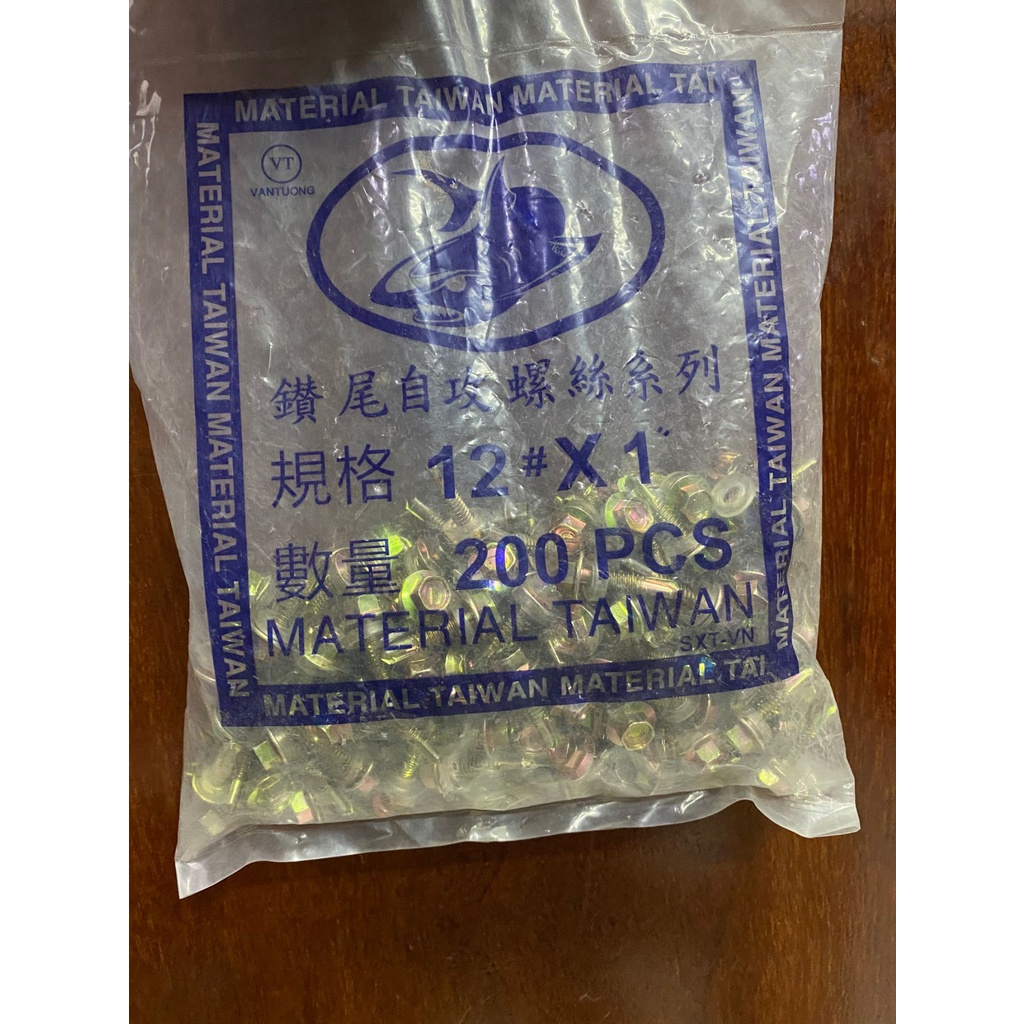 MATERIAL TAIWAN MATERIAL TAI
MATERIAL TAIWAN MATERIAL TAIWAN
MATERIAL TAIWAN MATERIAL TAIWAN
VT
VANTUONG
鑚尾自攻螺絲系列
規格 12 # X 1"
數量 200 PCS
MATERIAL TAIWAN
SXT-VN
MATERIAL TAIWAN MATERIAL TAI